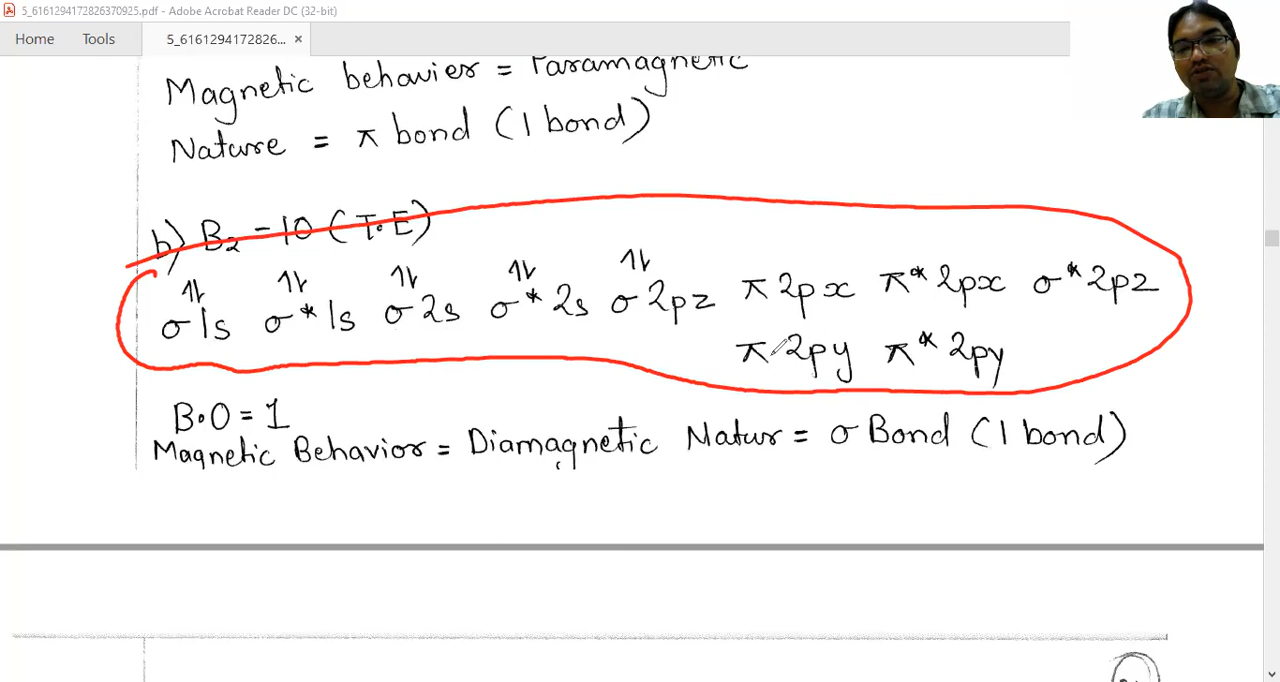 5_6161294172826370925.pdf - Adobe Acrobat Reader DC (32-bit)
Home Tools 5_6161294172826... ×
Magnetic behavier = Paramagnetic
Nature = π bond (1 bond)
b) B₂ - 10 (T.E)
⥮ ⥮ ⥮ ⥮ ⥮
σ1s σ*1s σ2s σ*2s σ2pz π2px π*2px σ*2pz
π2py π*2py
B.O = 1
Magnetic Behavior = Diamagnetic Natur = σ Bond (1 bond)